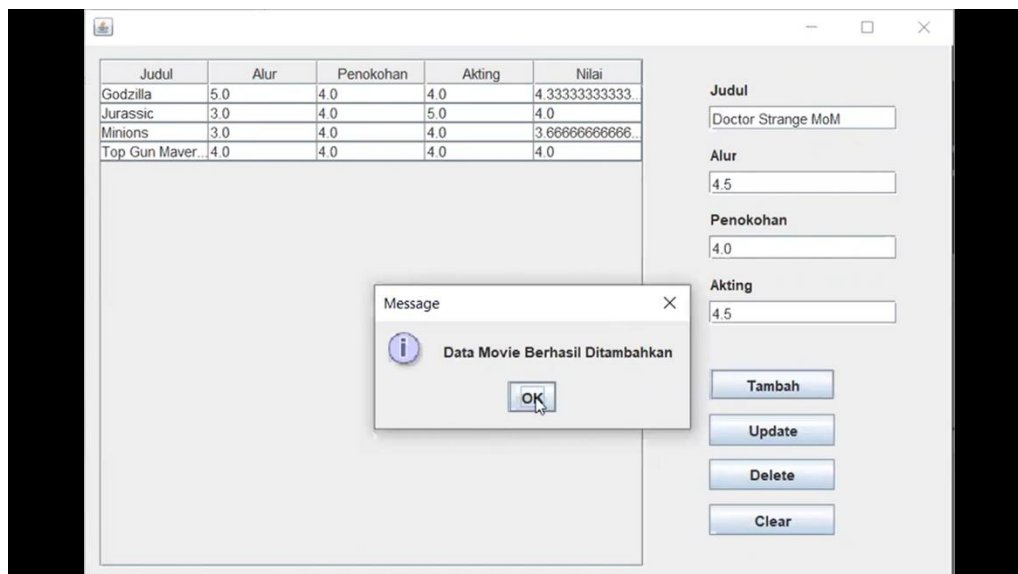 Judul Alur Penokohan Akting Nilai
Godzilla 5.0 4.0 4.0 4.33333333333...
Jurassic 3.0 4.0 5.0 4.0
Minions 3.0 4.0 4.0 3.66666666666...
Top Gun Maver... 4.0 4.0 4.0 4.0
Judul
Doctor Strange MoM
Alur
4.5
Penokohan
4.0
Akting
4.5
Message
Data Movie Berhasil Ditambahkan
OK
Tambah
Update
Delete
Clear